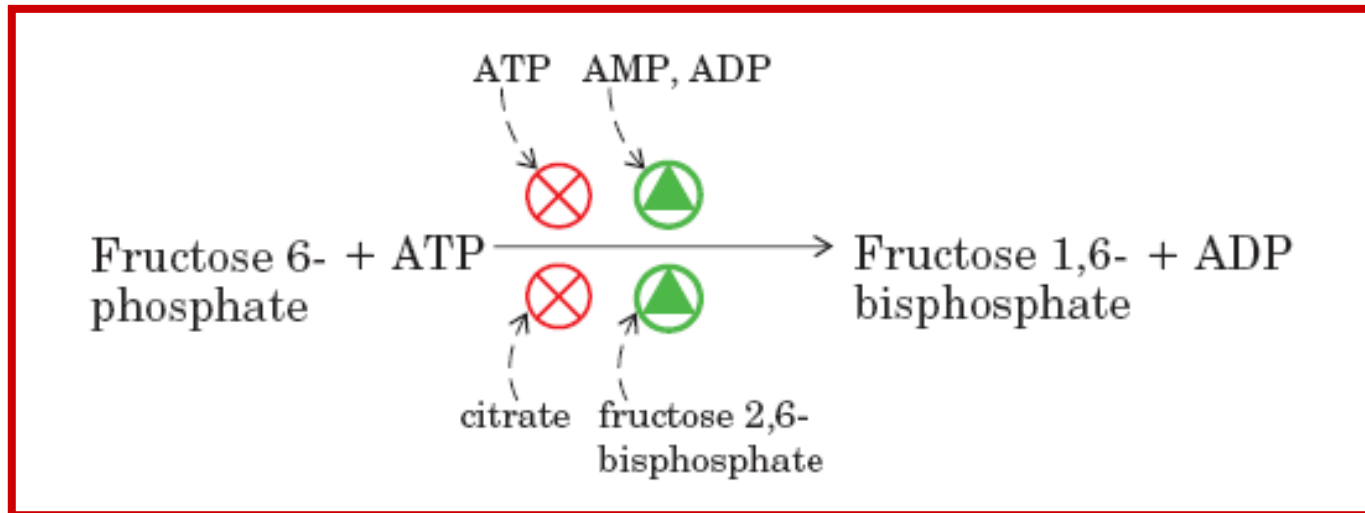 ATP AMP, ADP
Fructose 6- + ATP Fructose 1,6- + ADP
phosphate bisphosphate
citrate fructose 2,6-
bisphosphate